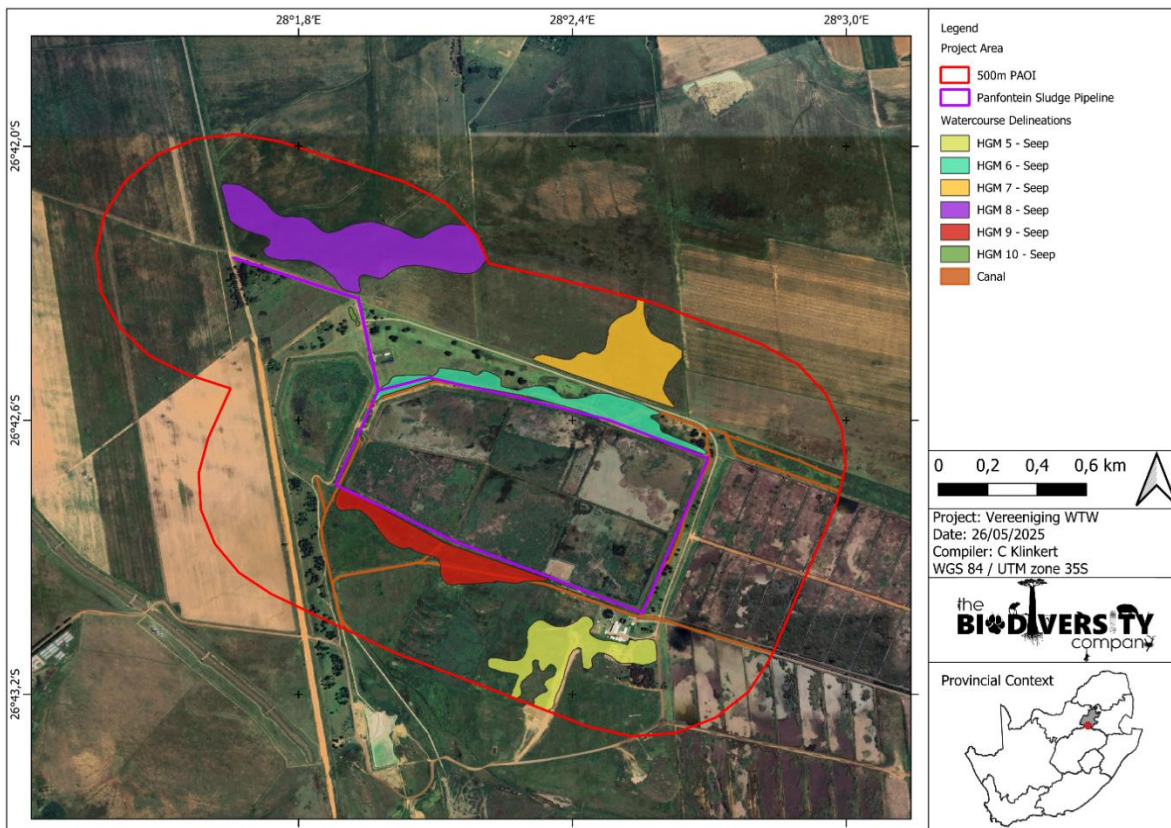 28°1,8'E
28°2,4'E
28°3,0'E
26°42,0'S
26°42,6'S
26°43,2'S
Legend
Project Area
500m PAOI
Panfontein Sludge Pipeline
Watercourse Delineations
HGM 5 - Seep
HGM 6 - Seep
HGM 7 - Seep
HGM 8 - Seep
HGM 9 - Seep
HGM 10 - Seep
Canal
0 0,2 0,4 0,6 km
Project: Vereeniging WTW
Date: 26/05/2025
Compiler: C Klinkert
WGS 84 / UTM zone 35S
the
BIODIVERSITY
company
Provincial Context